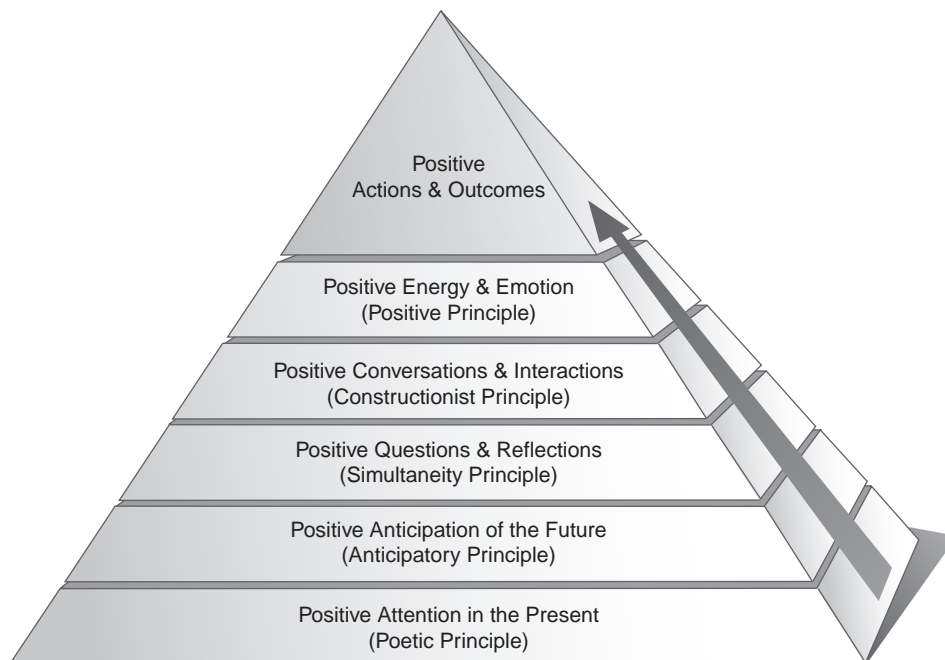 Positive
Actions & Outcomes
Positive Energy & Emotion
(Positive Principle)
Positive Conversations & Interactions
(Constructionist Principle)
Positive Questions & Reflections
(Simultaneity Principle)
Positive Anticipation of the Future
(Anticipatory Principle)
Positive Attention in the Present
(Poetic Principle)